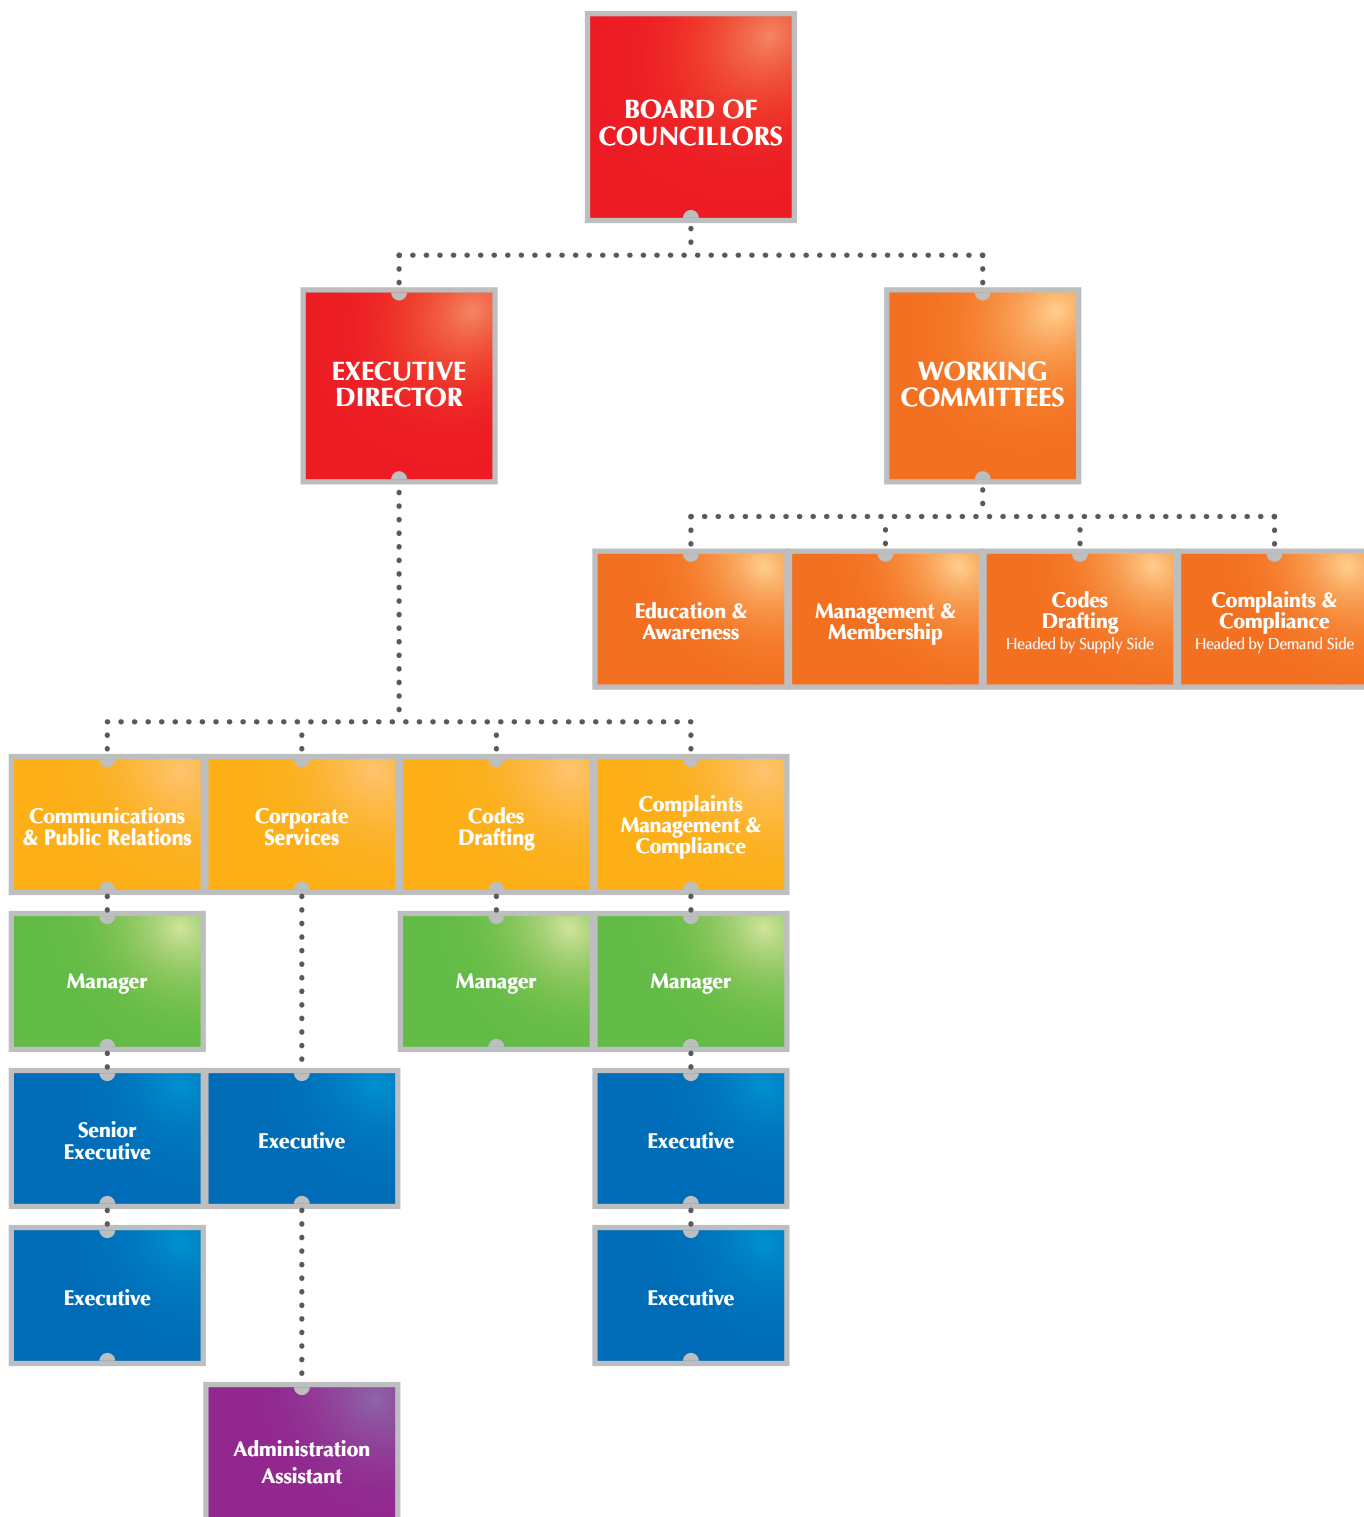 BOARD OF
COUNCILLORS
EXECUTIVE
DIRECTOR
WORKING
COMMITTEES
Education &
Awareness
Management &
Membership
Codes
Drafting
Headed by Supply Side
Complaints &
Compliance
Headed by Demand Side
Communications
& Public Relations
Corporate
Services
Codes
Drafting
Complaints
Management &
Compliance
Manager
Manager
Manager
Senior
Executive
Executive
Executive
Executive
Executive
Administration
Assistant